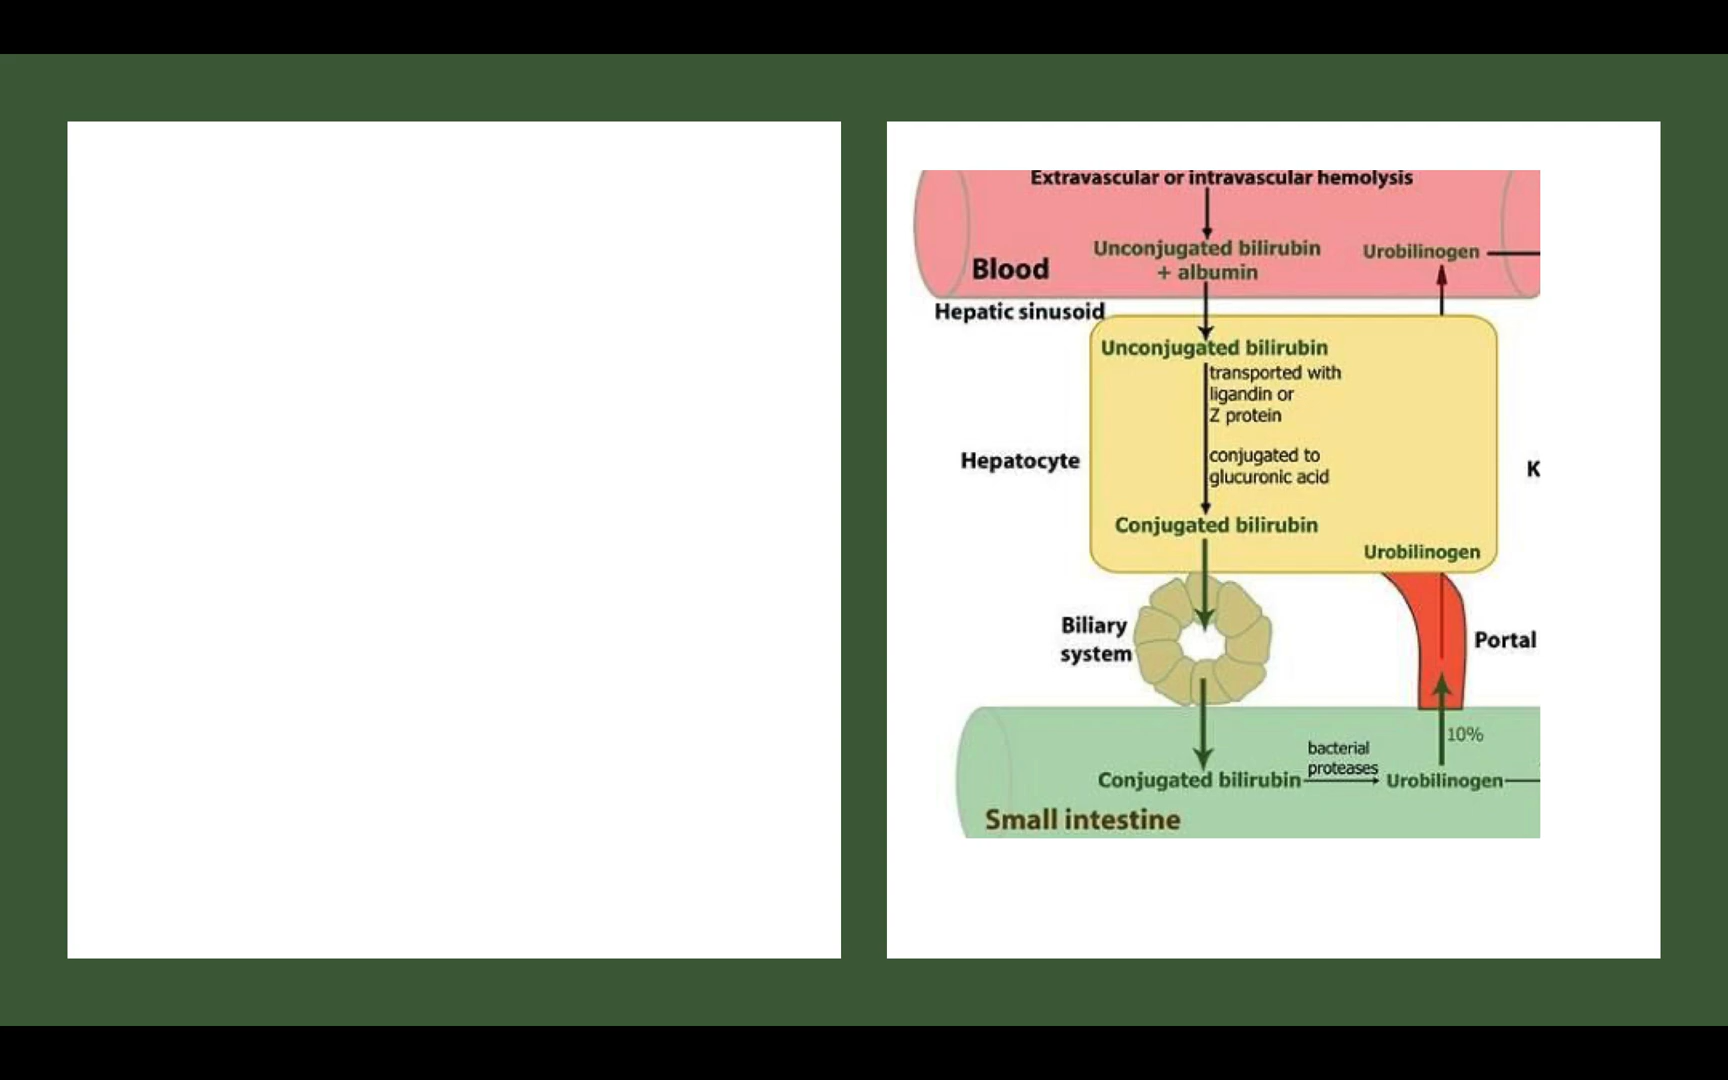 Extravascular or intravascular hemolysis
Unconjugated bilirubin
+ albumin
Urobilinogen
Blood
Hepatic sinusoid
Unconjugated bilirubin
transported with
ligandin or
Z protein
Hepatocyte
conjugated to
glucuronic acid
K
Conjugated bilirubin
Urobilinogen
Biliary
system
Portal
10%
bacterial
proteases
Conjugated bilirubin
Urobilinogen
Small intestine